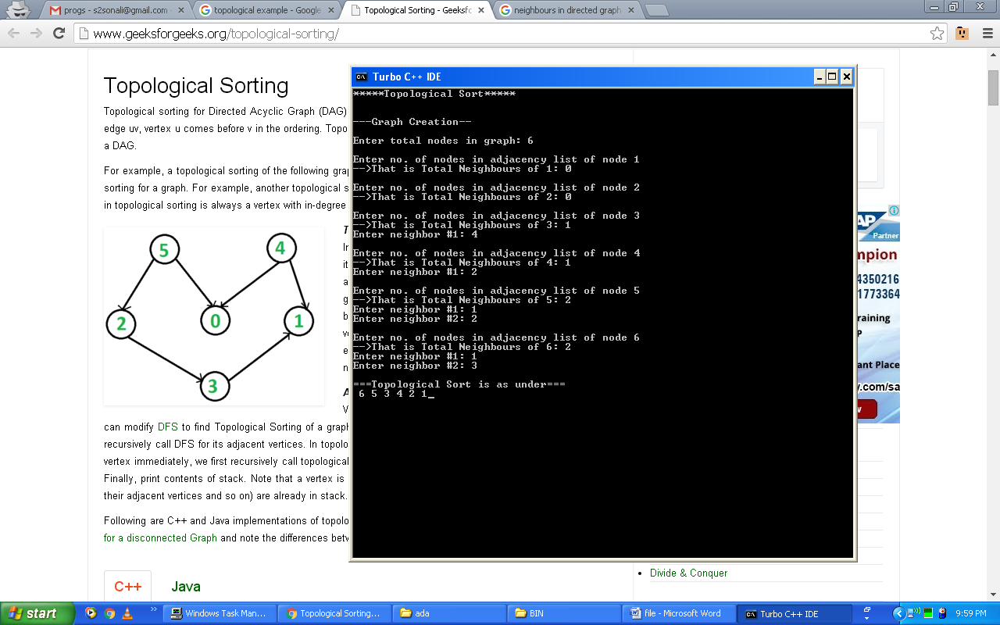 progs - s2sonali@gmail.com
topological example - Google
Topological Sorting - Geeksfo
neighbours in directed graph
www.geeksforgeeks.org/topological-sorting/
Topological Sorting
Topological sorting for Directed Acyclic Graph (DAG)
edge uv, vertex u comes before v in the ordering. Topo
a DAG.
For example, a topological sorting of the following grap
sorting for a graph. For example, another topological s
in topological sorting is always a vertex with in-degree
5
4
2
0
1
3
can modify DFS to find Topological Sorting of a graph
recursively call DFS for its adjacent vertices. In topolo
vertex immediately, we first recursively call topological
Finally, print contents of stack. Note that a vertex is
their adjacent vertices and so on) are already in stack.
Following are C++ and Java implementations of topolo
for a disconnected Graph and note the differences betw
C++
Java
Turbo C++ IDE
*****Topological Sort*****
---Graph Creation--
Enter total nodes in graph: 6
Enter no. of nodes in adjacency list of node 1
-->That is Total Neighbours of 1: 0
Enter no. of nodes in adjacency list of node 2
-->That is Total Neighbours of 2: 0
Enter no. of nodes in adjacency list of node 3
-->That is Total Neighbours of 3: 1
Enter neighbor #1: 4
Enter no. of nodes in adjacency list of node 4
-->That is Total Neighbours of 4: 1
Enter neighbor #1: 2
Enter no. of nodes in adjacency list of node 5
-->That is Total Neighbours of 5: 2
Enter neighbor #1: 1
Enter neighbor #2: 2
Enter no. of nodes in adjacency list of node 6
-->That is Total Neighbours of 6: 2
Enter neighbor #1: 1
Enter neighbor #2: 3
===Topological Sort is as under===
6 5 3 4 2 1_
AP
Partner
mpion
4350216
1773364
raining
P
ant Place
y.com/sa
w
Divide & Conquer
start
Windows Task Man...
Topological Sorting...
ada
BIN
file - Microsoft Word
Turbo C++ IDE
9:59 PM